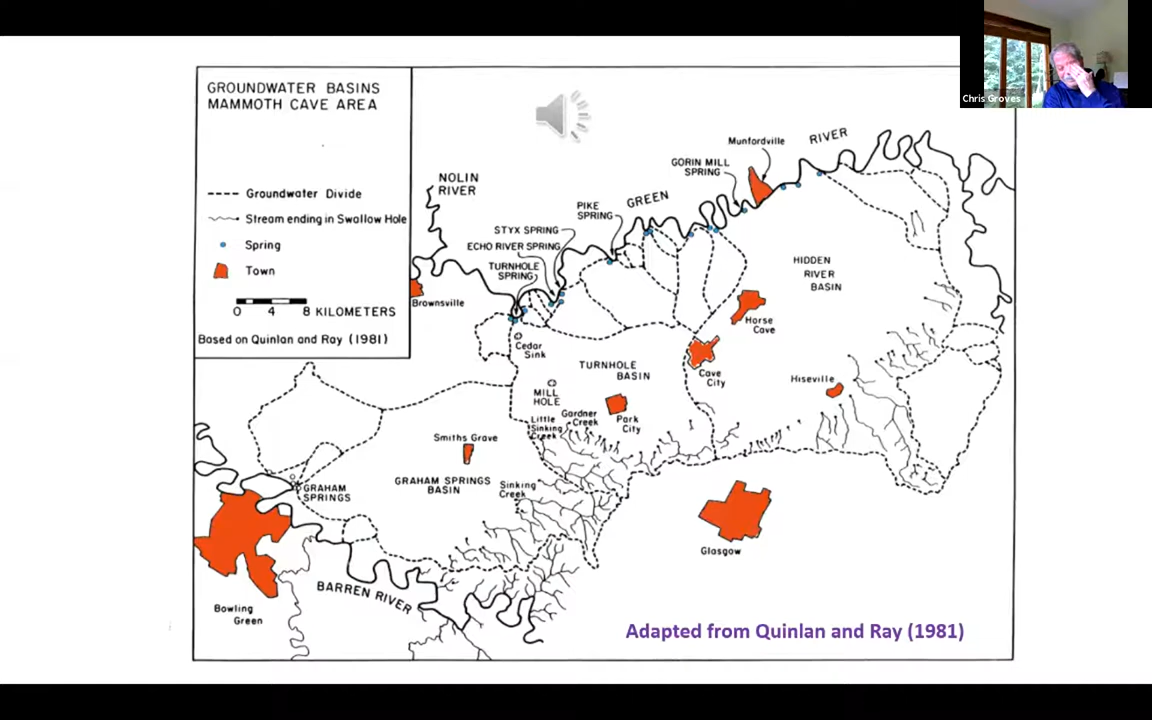 GROUNDWATER BASINS
MAMMOTH CAVE AREA
Groundwater Divide
Stream ending in Swallow Hole
Spring
Town
0 4 8 KILOMETERS
Based on Quinlan and Ray (1981)
Chris Groves
NOLIN
RIVER
Munfordville
RIVER
GORIN MILL
SPRING
GREEN
PIKE
SPRING
STYX SPRING
ECHO RIVER SPRING
TURNHOLE
SPRING
Brownsville
HIDDEN
RIVER
BASIN
Horse
Cave
Cedar
Sink
TURNHOLE
BASIN
Cave
City
Hiseville
MILL
HOLE
Little
Sinking
Creek
Gardner
Creek
Park
City
Smiths Grove
GRAHAM SPRINGS
BASIN
Sinking
Creek
GRAHAM
SPRINGS
Glasgow
Bowling
Green
BARREN RIVER
Adapted from Quinlan and Ray (1981)